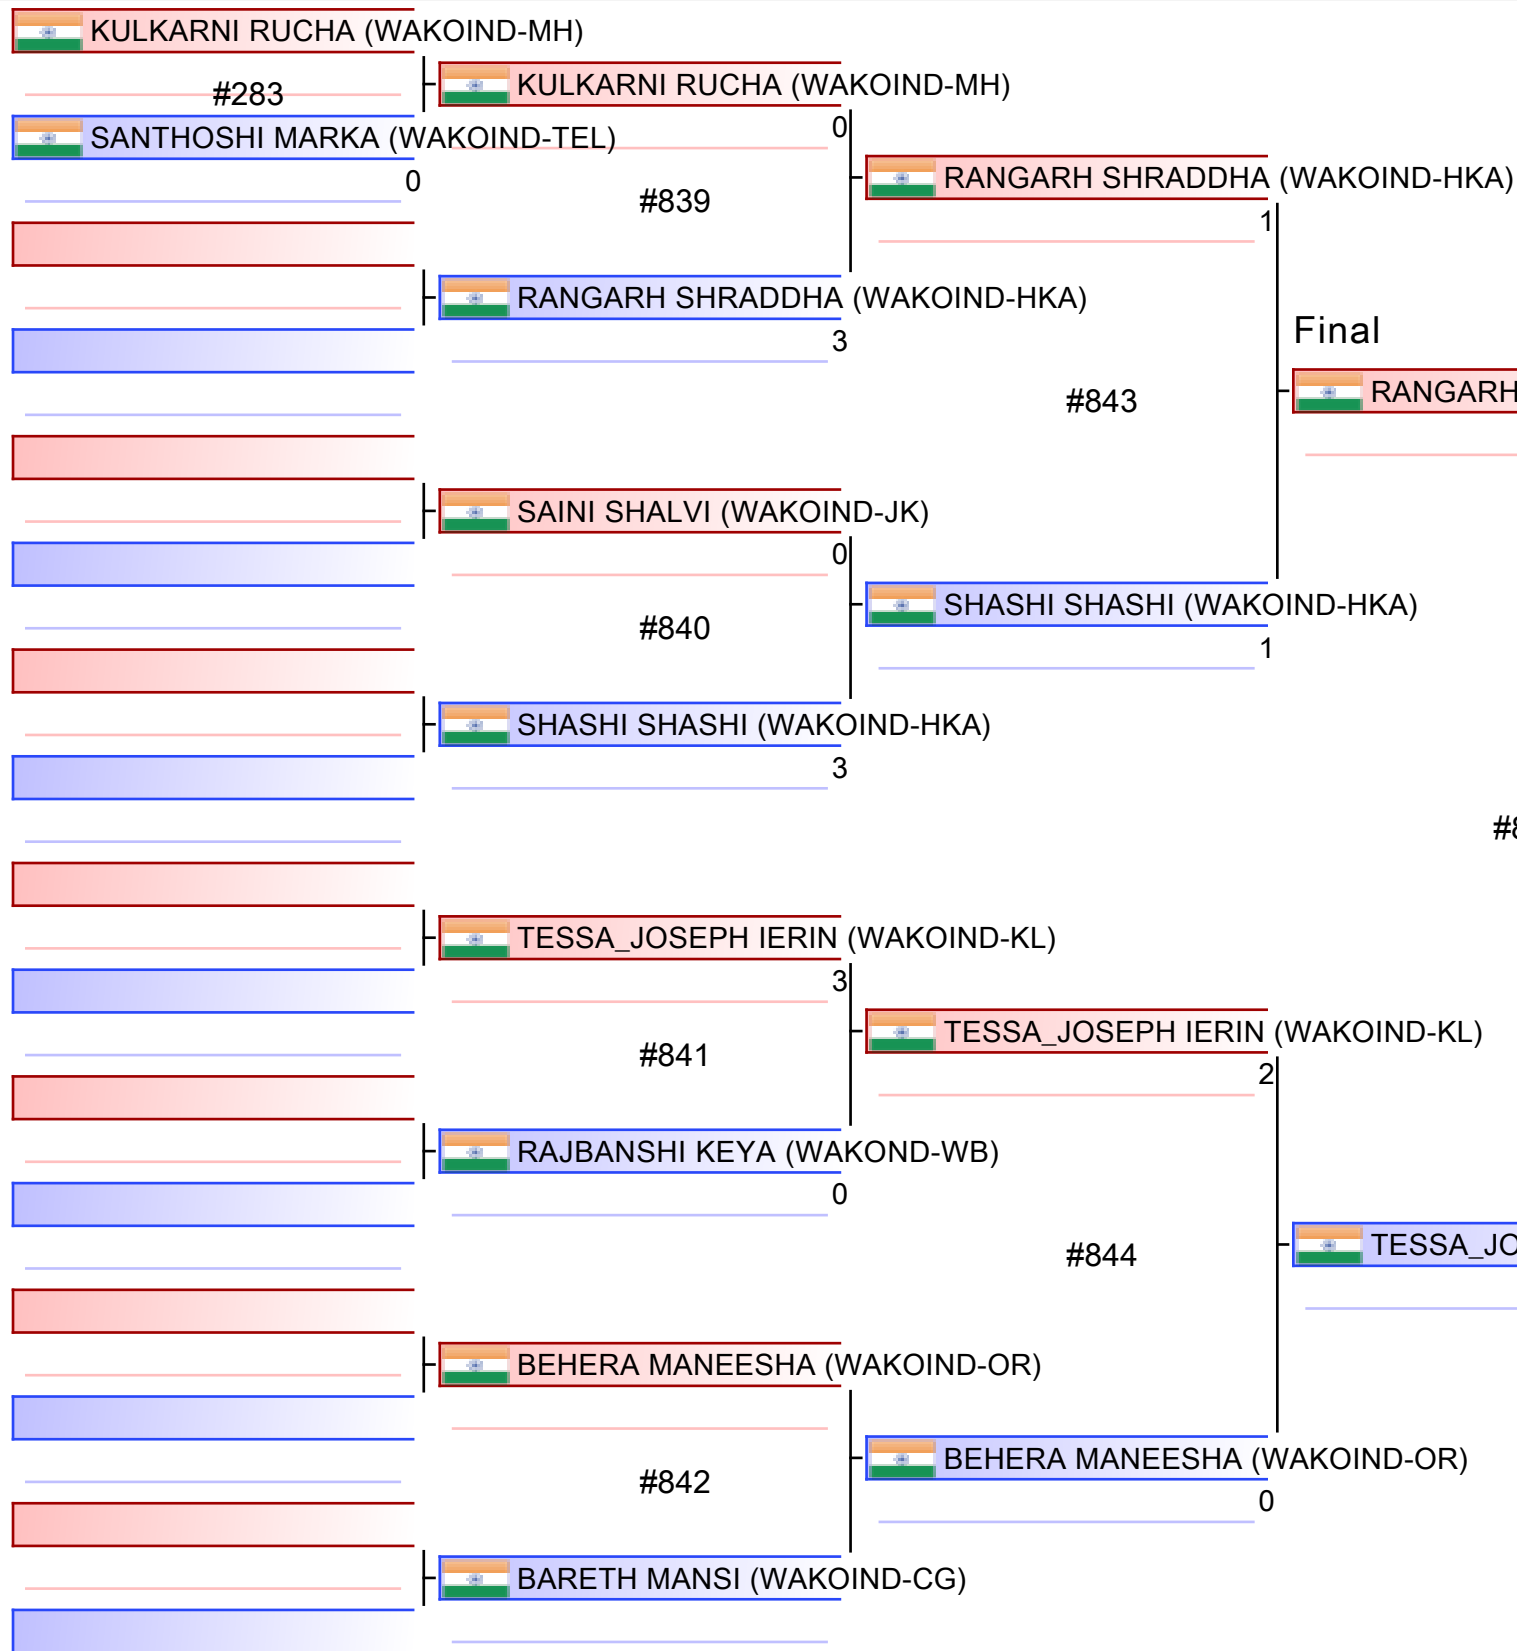 KULKARNI RUCHA (WAKOIND-MH)
#283
SANTHOSHI MARKA (WAKOIND-TEL)
0
KULKARNI RUCHA (WAKOIND-MH)
0
#839
RANGARH SHRADDHA (WAKOIND-HKA)
3
RANGARH SHRADDHA (WAKOIND-HKA)
1
#843
SAINI SHALVI (WAKOIND-JK)
0
#840
SHASHI SHASHI (WAKOIND-HKA)
3
SHASHI SHASHI (WAKOIND-HKA)
1
Final
RANGARH
#8
TESSA_JOSEPH IERIN (WAKOIND-KL)
3
#841
RAJBANSHI KEYA (WAKOND-WB)
0
TESSA_JOSEPH IERIN (WAKOIND-KL)
2
#844
BEHERA MANEESHA (WAKOIND-OR)
#842
BARETH MANSI (WAKOIND-CG)
BEHERA MANEESHA (WAKOIND-OR)
0
TESSA_JO